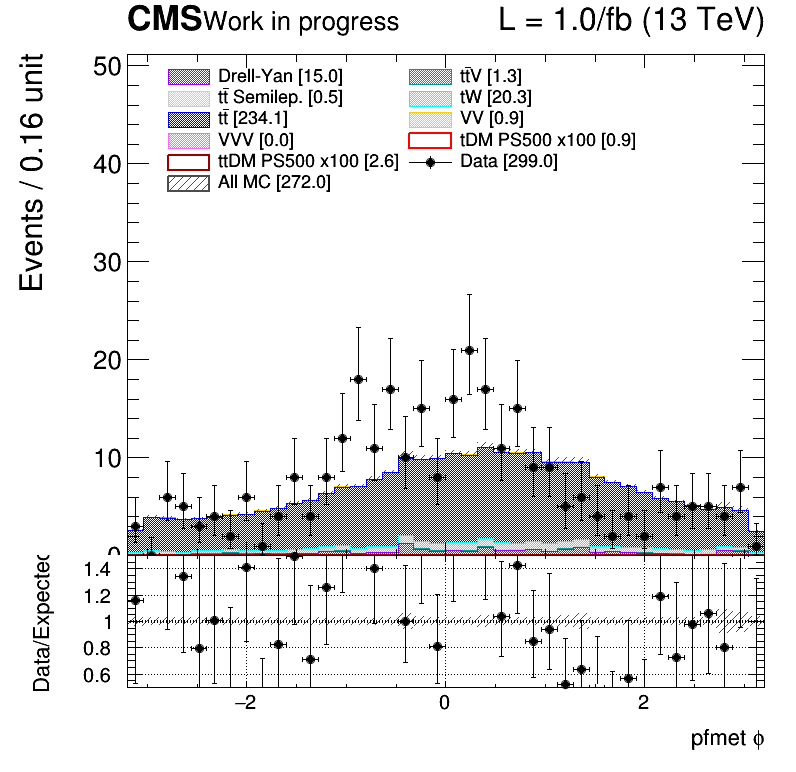 CMS Work in progress L = 1.0/fb (13 TeV)
Events / 0.16 unit
50
40
30
20
10
0
Drell-Yan [15.0] tt̄V [1.3]
tt̄ Semilep. [0.5] tW [20.3]
tt̄ [234.1] VV [0.9]
VVV [0.0] tDM PS500 x100 [0.9]
ttDM PS500 x100 [2.6] Data [299.0]
All MC [272.0]
Data/Expected
1.4
1.2
1
0.8
0.6
−2 0 2
pfmet ϕ